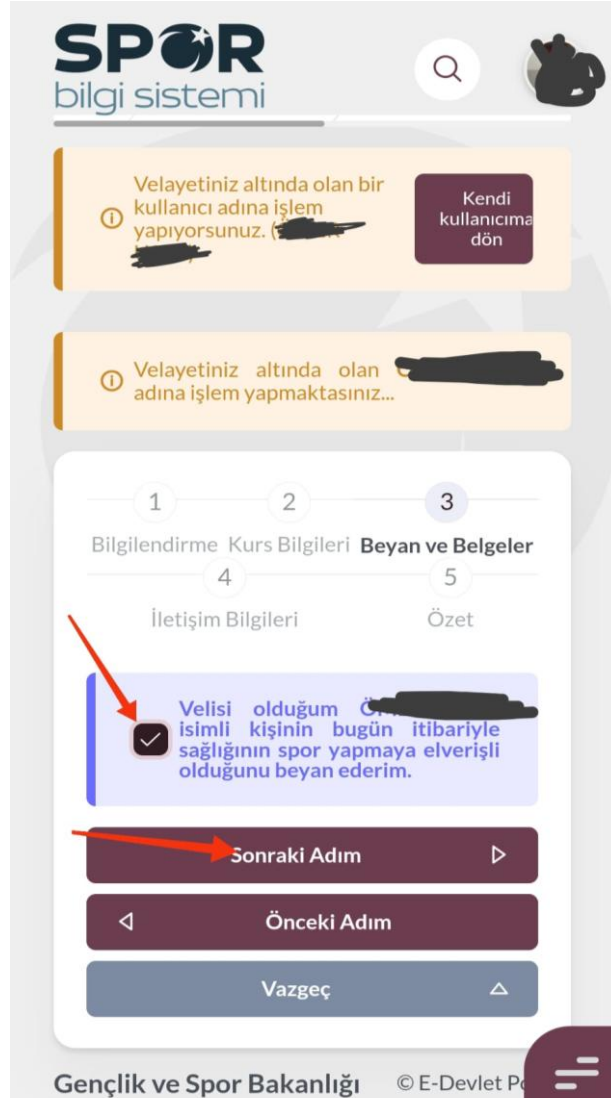 SPOR
bilgi sistemi
Velayetiniz altında olan bir
kullanıcı adına işlem
yapıyorsunuz. (
Kendi
kullanıcıma
dön
Velayetiniz altında olan
adına işlem yapmaktasınız...
1
2
3
Bilgilendirme
Kurs Bilgileri
Beyan ve Belgeler
4
5
İletişim Bilgileri
Özet
Velisi olduğum
isimli kişinin bugün itibariyle
sağlığının spor yapmaya elverişli
olduğunu beyan ederim.
Sonraki Adım
Önceki Adım
Vazgeç
Gençlik ve Spor Bakanlığı
© E-Devlet